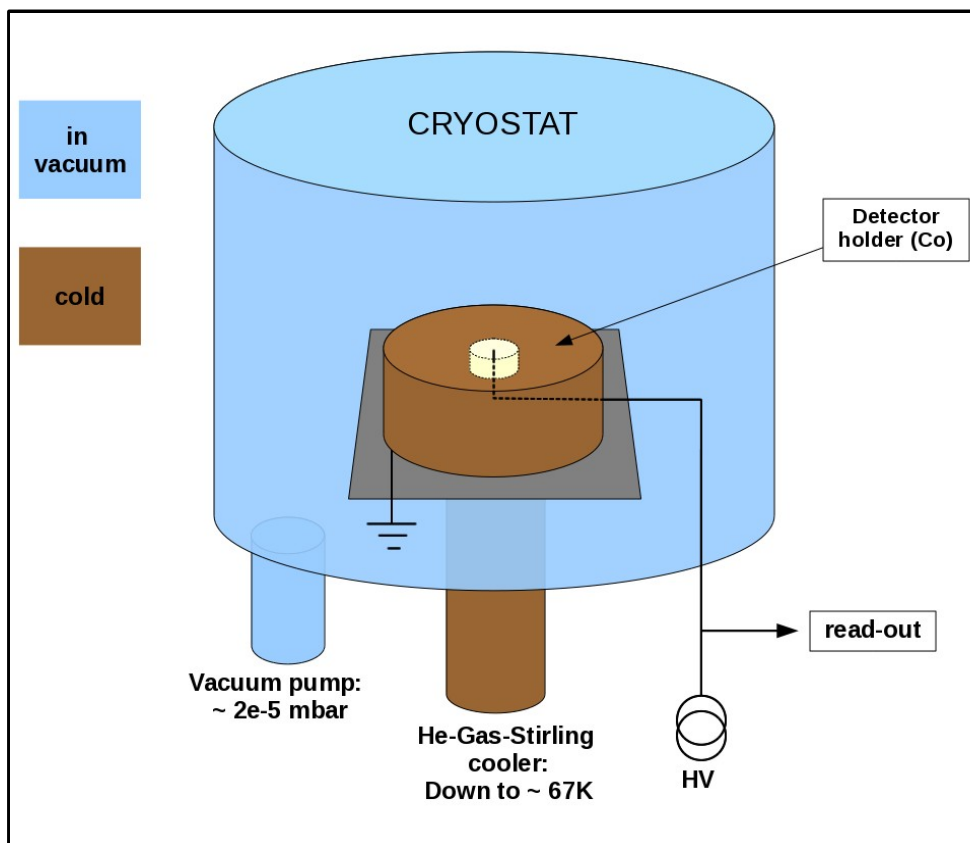 CRYOSTAT
in
vacuum
cold
Detector
holder (Co)
read-out
Vacuum pump:
~ 2e-5 mbar
He-Gas-Stirling
cooler:
Down to ~ 67K
HV